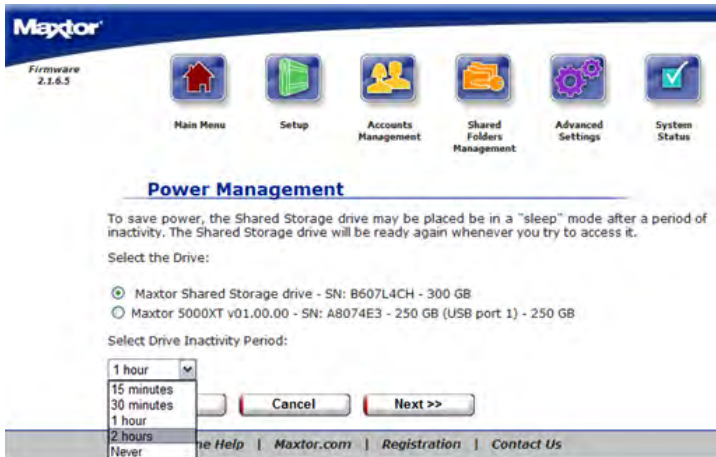 Maxtor
Firmware
2.1.6.5
Main Menu
Setup
Accounts
Management
Shared
Folders
Management
Advanced
Settings
System
Status
Power Management
To save power, the Shared Storage drive may be placed be in a "sleep" mode after a period of
inactivity. The Shared Storage drive will be ready again whenever you try to access it.
Select the Drive:
Maxtor Shared Storage drive - SN: B607L4CH - 300 GB
Maxtor 5000XT v01.00.00 - SN: A8074E3 - 250 GB (USB port 1) - 250 GB
Select Drive Inactivity Period:
1 hour
15 minutes
30 minutes
1 hour
2 hours
Never
Cancel
Next >>
ne Help | Maxtor.com | Registration | Contact Us